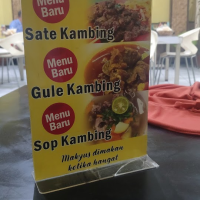 Menu
Baru
Sate Kambing
Menu
Baru
Gule Kambing
Menu
Baru
Sop Kambing
Maknyus dimakan
ketika hangat